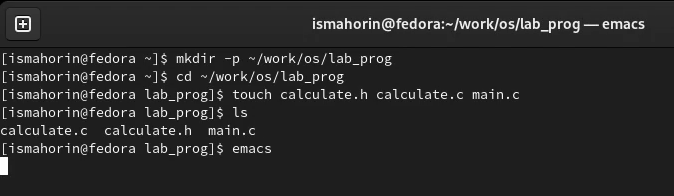 ismahorin@fedora:~/work/os/lab_prog — emacs
[ismahorin@fedora ~]$ mkdir -p ~/work/os/lab_prog
[ismahorin@fedora ~]$ cd ~/work/os/lab_prog
[ismahorin@fedora lab_prog]$ touch calculate.h calculate.c main.c
[ismahorin@fedora lab_prog]$ ls
calculate.c  calculate.h  main.c
[ismahorin@fedora lab_prog]$ emacs